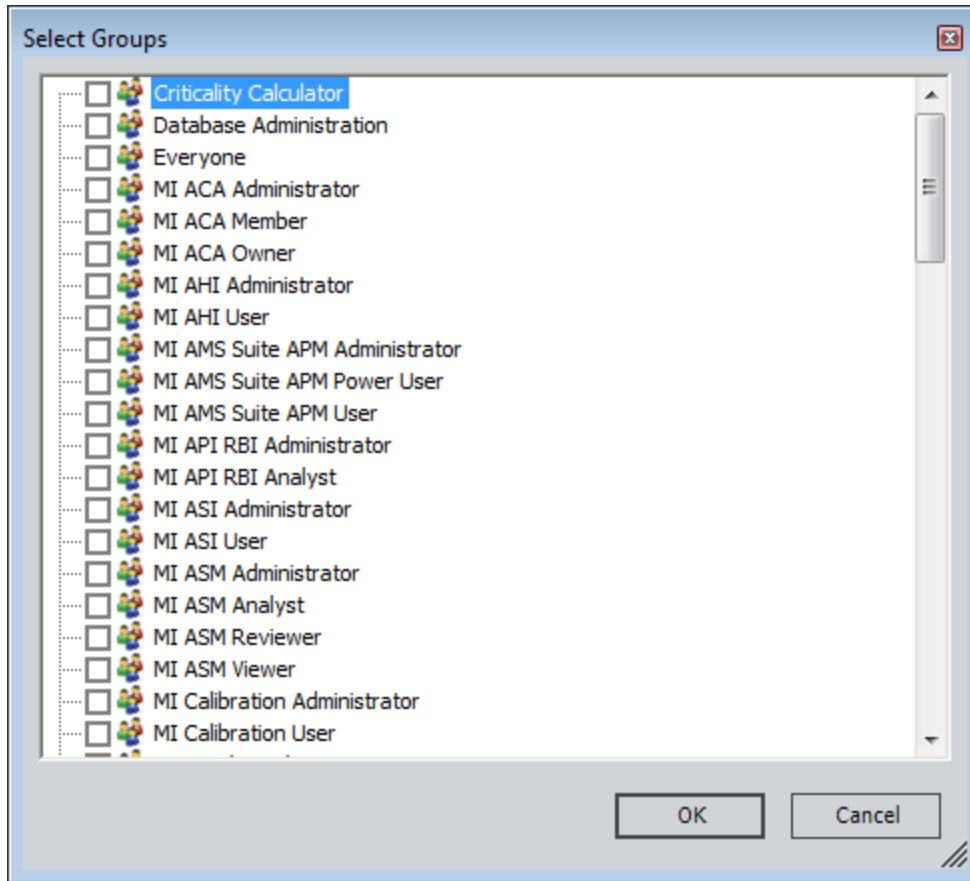 Select Groups
Criticality Calculator
Database Administration
Everyone
MI ACA Administrator
MI ACA Member
MI ACA Owner
MI AHI Administrator
MI AHI User
MI AMS Suite APM Administrator
MI AMS Suite APM Power User
MI AMS Suite APM User
MI API RBI Administrator
MI API RBI Analyst
MI ASI Administrator
MI ASI User
MI ASM Administrator
MI ASM Analyst
MI ASM Reviewer
MI ASM Viewer
MI Calibration Administrator
MI Calibration User
OK Cancel